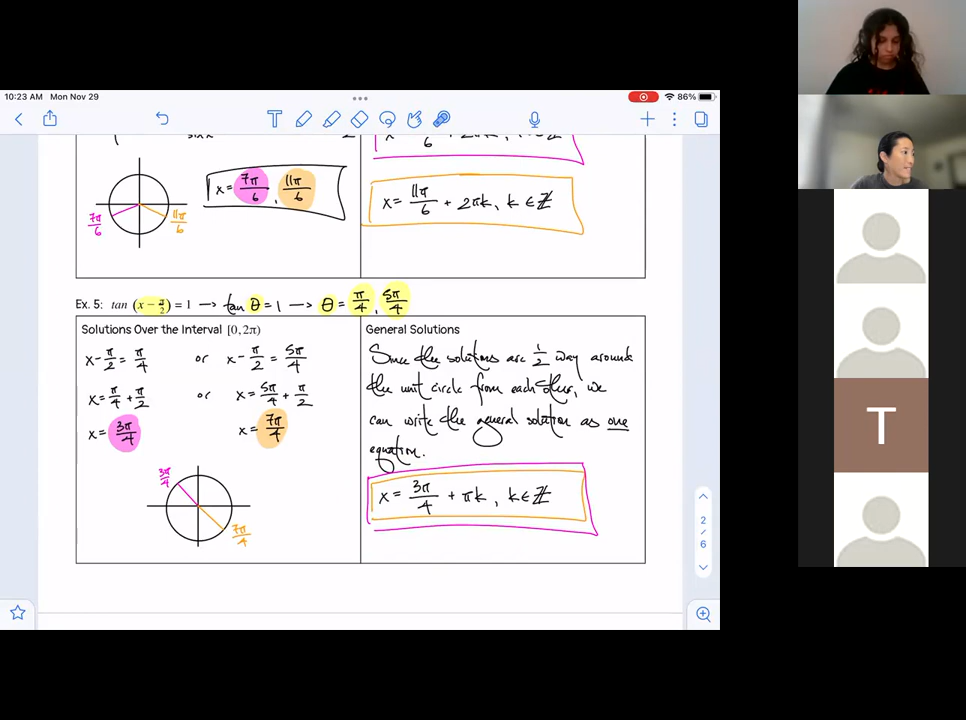 10:23 AM Mon Nov 29
86%
T
sin x 2
6 + 2πk, k∈ℤ
x = 7π/6, 11π/6
x = 11π/6 + 2πk, k ∈ ℤ
7π/6
11π/6
Ex. 5: tan (x − π/2) = 1 → tan θ = 1 → θ = π/4, 5π/4
Solutions Over the Interval [0, 2π)
x − π/2 = π/4 or x − π/2 = 5π/4
x = π/4 + π/2 or x = 5π/4 + π/2
x = 3π/4 x = 7π/4
3π/4
7π/4
General Solutions
Since the solutions are 1/2 way around
the unit circle from each other, we
can write the general solution as one
equation.
x = 3π/4 + πk, k∈ℤ
2
/
6
T